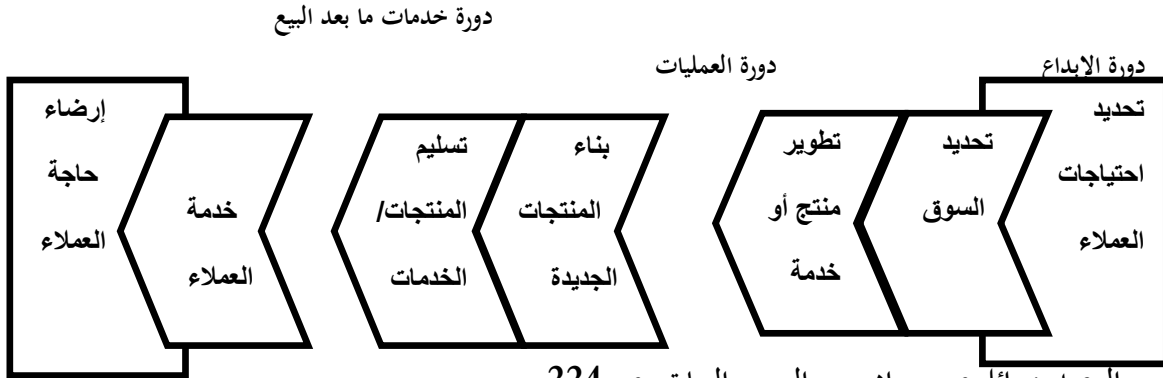 دورة خدمات ما بعد البيع
دورة العمليات
دورة الإبداع
تحديد
احتياجات
العملاء
تحديد
السوق
تطوير
منتج أو
خدمة
بناء
المنتجات
الجديدة
تسليم
المنتجات/
الخدمات
خدمة
العملاء
إرضاء
حاجة
العملاء
224